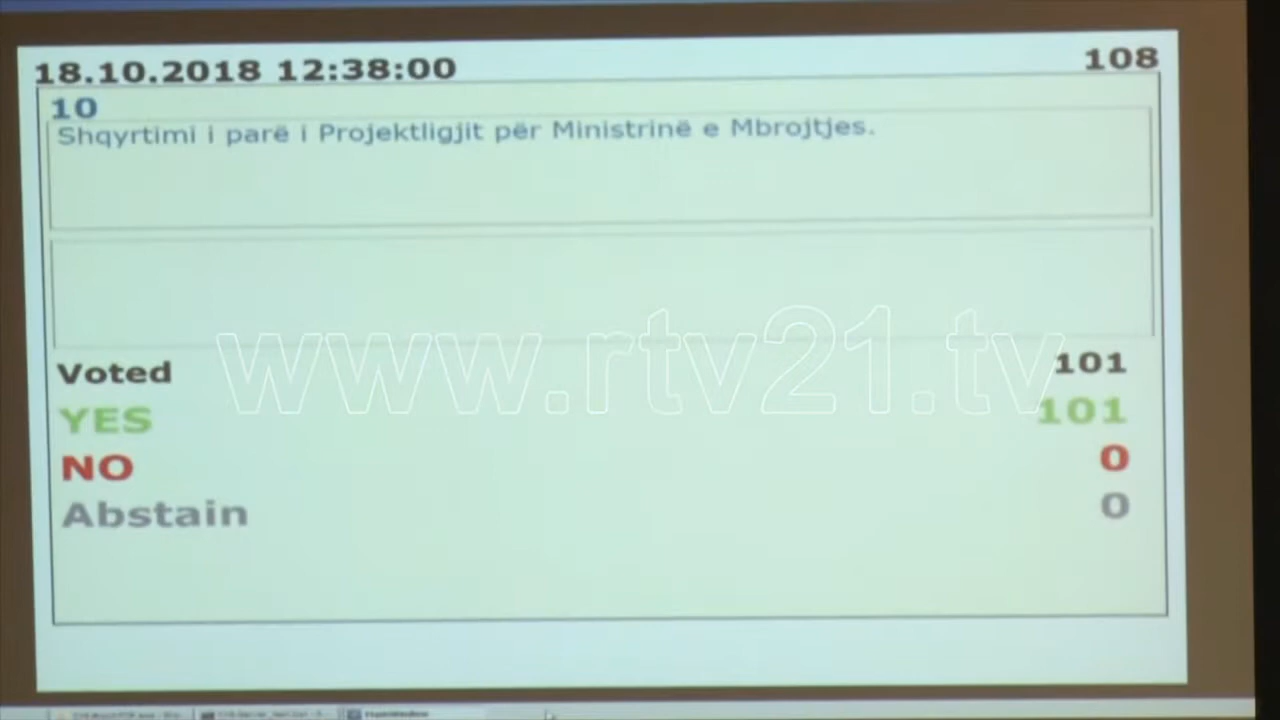 18.10.2018 12:38:00 108
10
Shqyrtimi i parë i Projektligjit për Ministrinë e Mbrojtjes.
www.rtv21.tv
Voted 101
YES 101
NO 0
Abstain 0